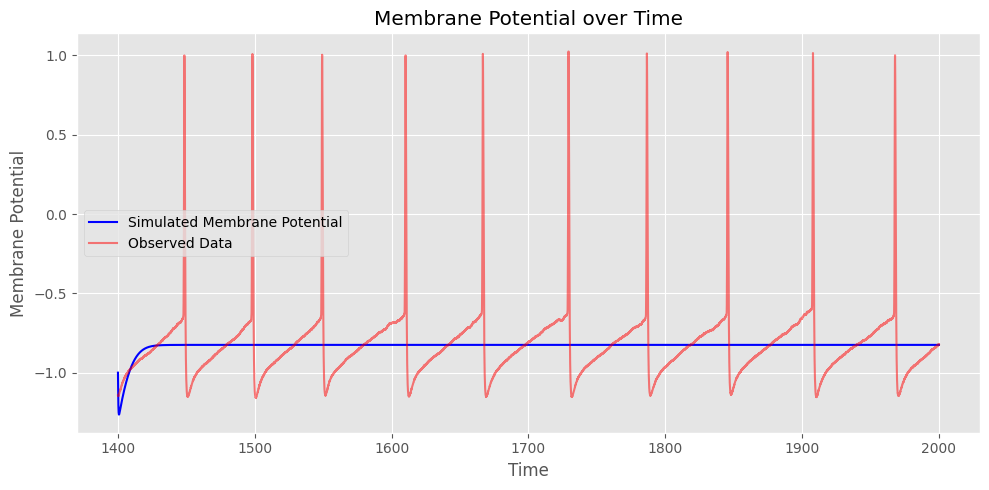 Membrane Potential over Time
Membrane Potential
1.0
0.5
0.0
−0.5
−1.0
Simulated Membrane Potential
Observed Data
1400
1500
1600
1700
1800
1900
2000
Time